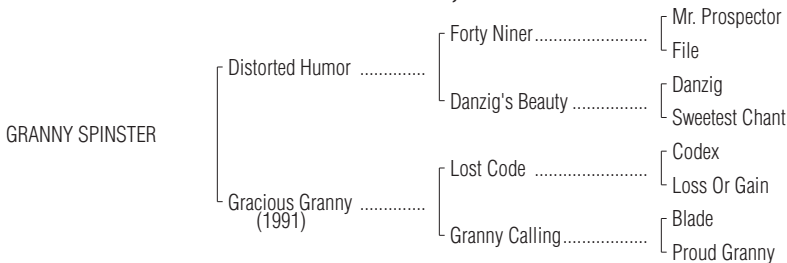 Mr. Prospector
Forty Niner......................
File
Distorted Humor ..............
Danzig
Danzig's Beauty ................
Sweetest Chant
GRANNY SPINSTER
Codex
Lost Code ......................
Loss Or Gain
Gracious Granny ..............
(1991)
Blade
Granny Calling................
Proud Granny